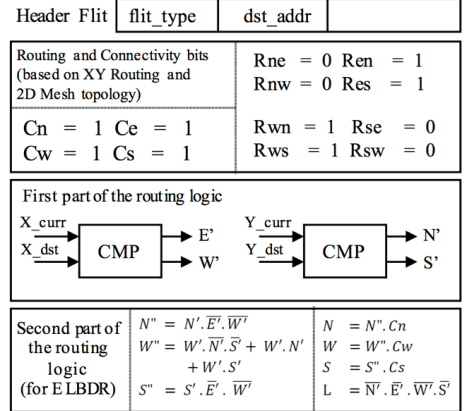 Header Flit flit_type dst_addr
Routing and Connectivity bits
(based on XY Routing and
2D Mesh topology)
Cn = 1 Ce = 1
Cw = 1 Cs = 1
Rne = 0 Ren = 1
Rnw = 0 Res = 1
Rwn = 1 Rse = 0
Rws = 1 Rsw = 0
First part of the routing logic
X_curr
X_dst
CMP
E'
W'
Y_curr
Y_dst
CMP
N'
S'
Second part of
the routing
logic
(for ELBDR)
N" = N'.E̅'̅.W̅'̅
W" = W'.N̅'̅.S̅'̅ + W'.N'
+ W'.S'
S" = S'.E̅'̅.W̅'̅
N = N".Cn
W = W".Cw
S = S".Cs
L = N̅'̅.E̅'̅.W̅'̅.S̅'̅